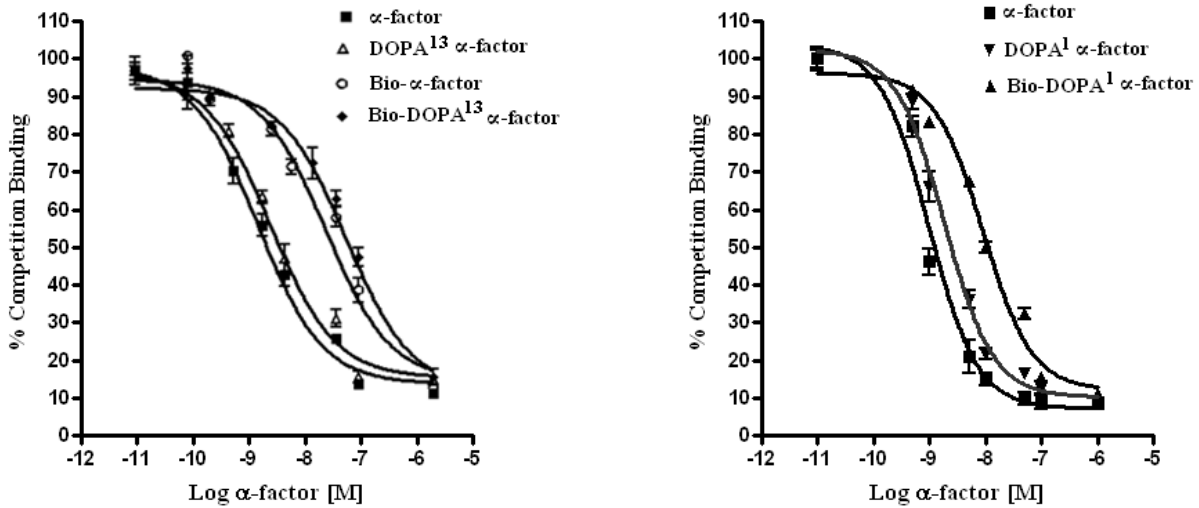 110
100
90
80
70
60
50
40
30
20
10
0
% Competition Binding
-12 -11 -10 -9 -8 -7 -6 -5
Log α-factor [M]
α-factor
DOPA¹³ α-factor
Bio-α-factor
Bio-DOPA¹³ α-factor
110
100
90
80
70
60
50
40
30
20
10
0
% Competition Binding
-12 -11 -10 -9 -8 -7 -6 -5
Log α-factor [M]
α-factor
DOPA¹ α-factor
Bio-DOPA¹ α-factor